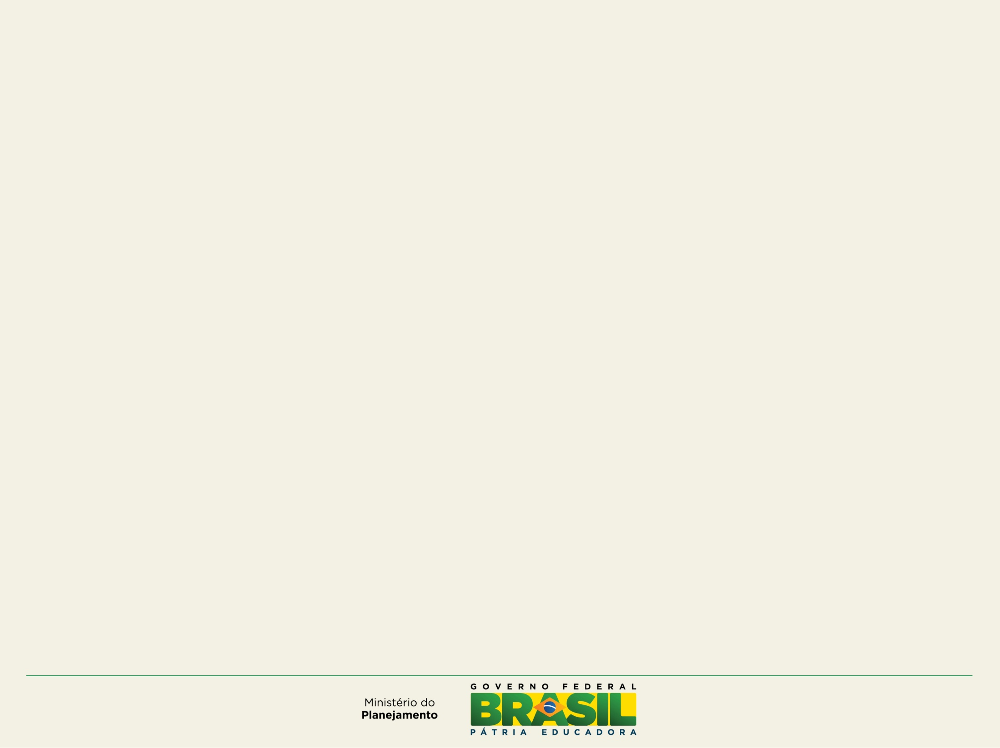 Ministério do
Planejamento
GOVERNO FEDERAL
BRASIL
PÁTRIA EDUCADORA